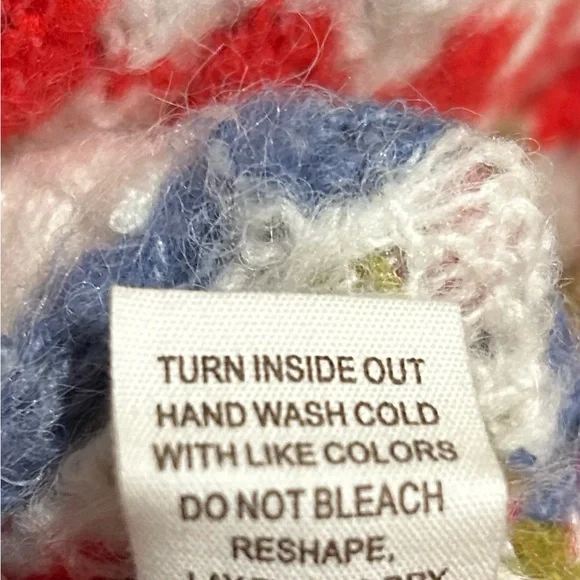 TURN INSIDE OUT
HAND WASH COLD
WITH LIKE COLORS
DO NOT BLEACH
RESHAPE,